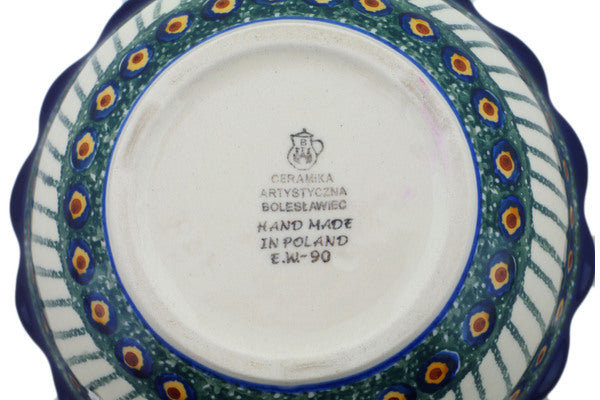 B
CERAMIKA
ARTYSTYCZNA
BOLESŁAWIEC
HAND MADE
IN POLAND
E.W-90